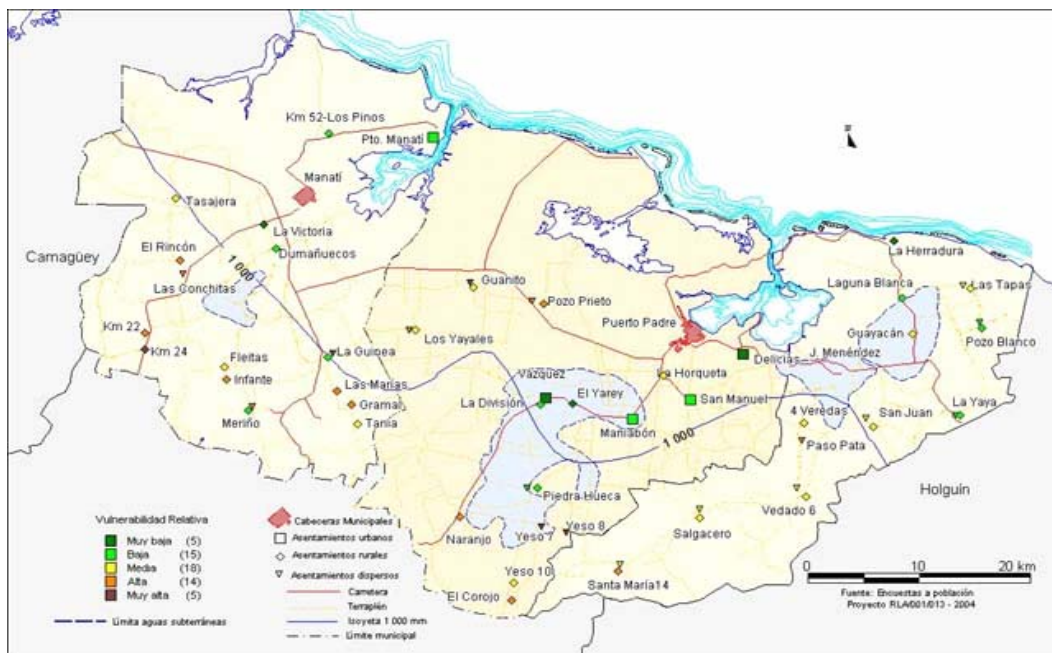 Km 52-Los Pinos
Pto. Manatí
Manatí
Tasajera
La Victoria
El Rincón
Dumañuecos
Camagüey
Las Conchitas
1 000
La Herradura
Laguna Blanca
Las Tapas
Guanito
Pozo Prieto
Puerto Padre
Guayacán
Pozo Blanco
Km 22
Los Yayales
Km 24
La Guinea
Delicias
J. Menéndez
Fleitas
Infante
Vázquez
La Horqueta
Las Marías
La División
El Yarey
San Manuel
Gramal
Meriño
Tania
Maniabón
1 000
4 Veredas
San Juan
La Yaya
Paso Pata
Holguín
Piedra Hueca
Vedado 6
Naranjo
Yeso 7
Yeso 8
Salgacero
Yeso 10
El Corojo
Santa María14
Vulnerabilidad Relativa
Muy baja (5)
Baja (15)
Media (18)
Alta (14)
Muy alta (5)
Límita aguas subterráneas
Cabeceras Municipales
Asentamientos urbanos
Asentamientos rurales
Asentamientos dispersos
Carretera
Terraplén
Isoyeta 1 000 mm
Límite municipal
0 10 20 km
Fuente: Encuestas a población
Proyecto RLA/001/013 - 2004